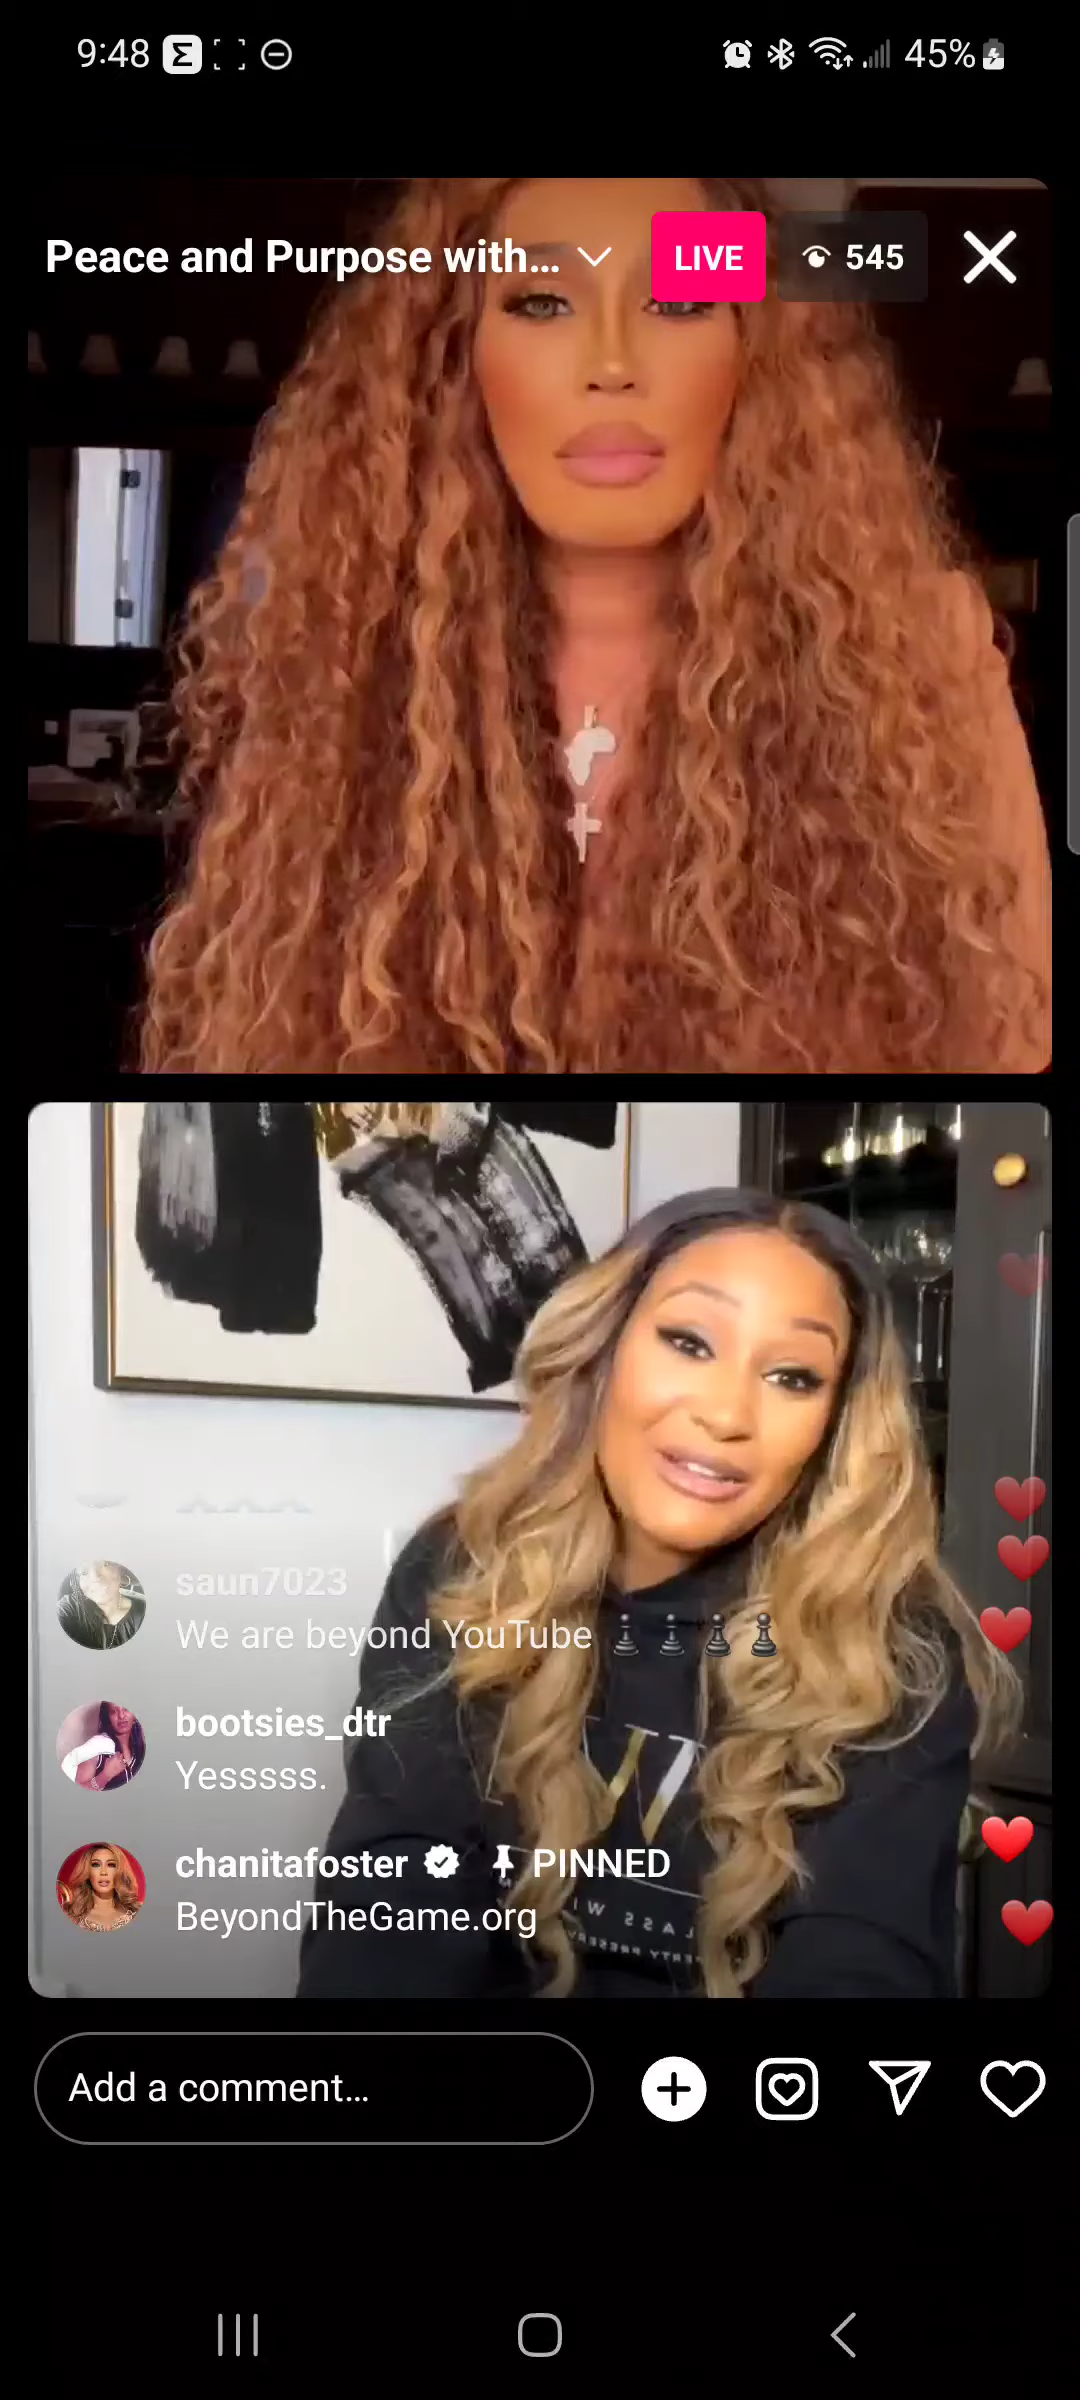 9:48
45%
Peace and Purpose with...
LIVE
545
saun7023
We are beyond YouTube
bootsies_dtr
Yesssss.
chanitafoster PINNED
BeyondTheGame.org
Add a comment...